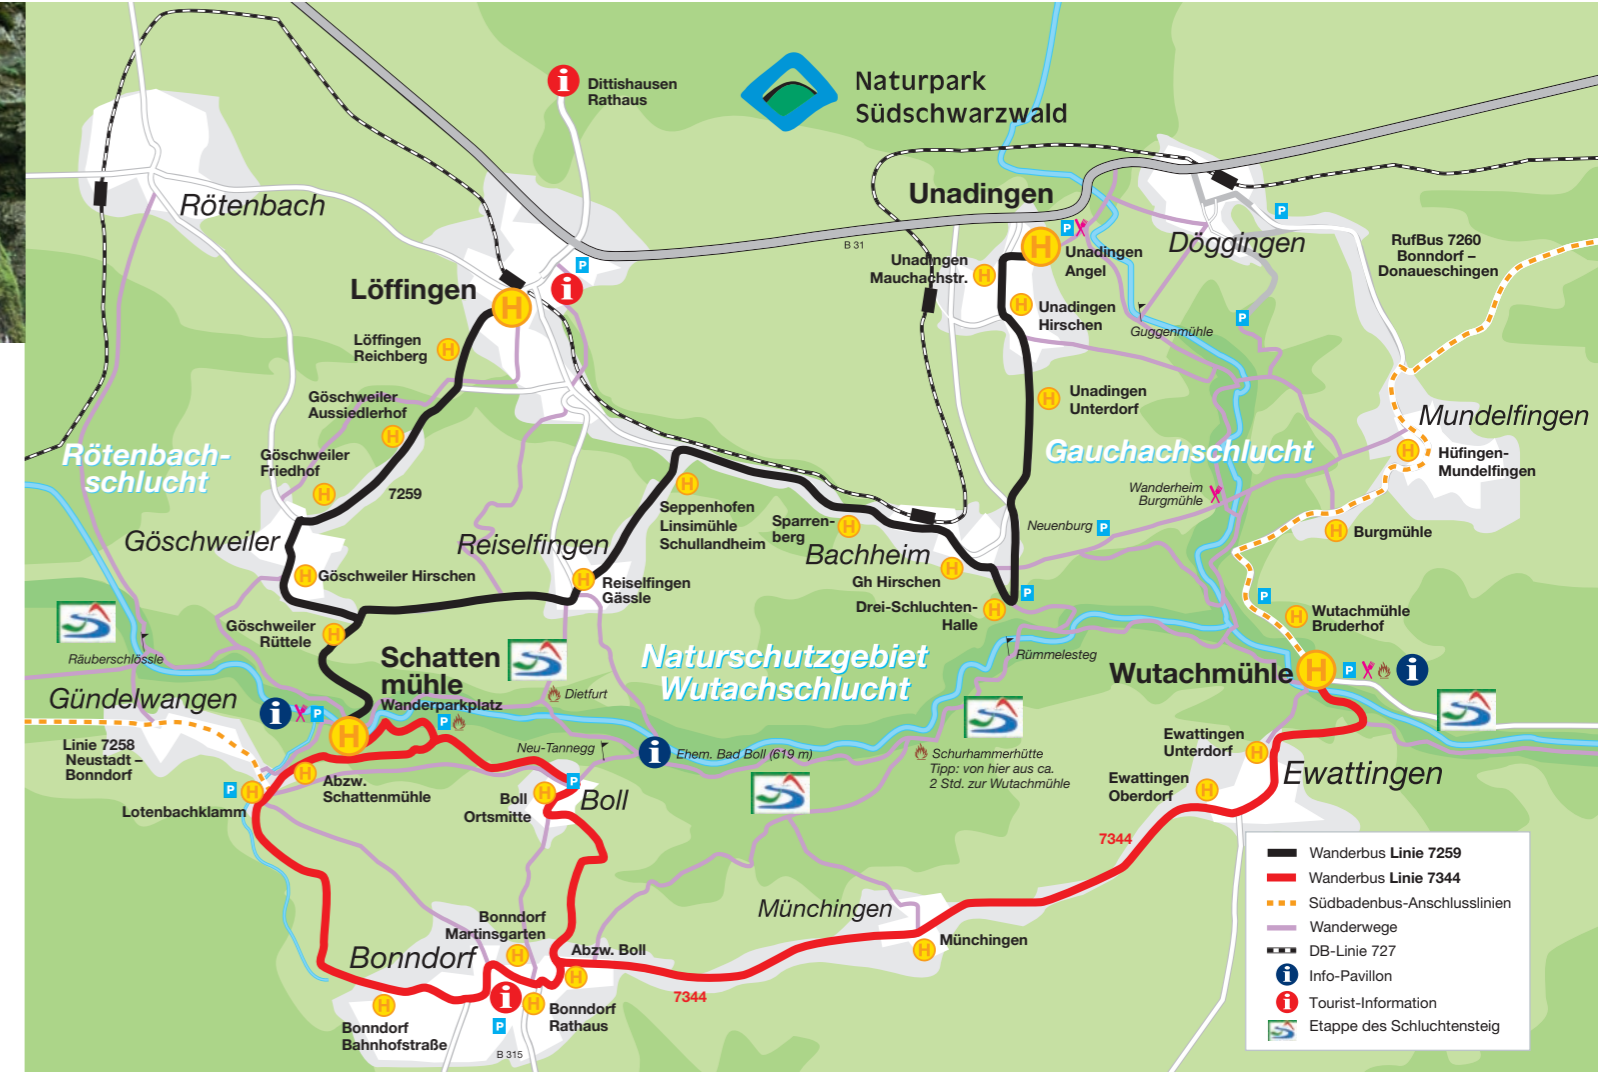 Dittishausen
Rathaus
Naturpark
Südschwarzwald
Rötenbach
Unadingen
Döggingen
B 31
Unadingen
Angel
Unadingen
Mauchachstr.
RufBus 7260
Bonndorf –
Donaueschingen
Löffingen
Unadingen
Hirschen
Guggenmühle
Löffingen
Reichberg
Göschweiler
Aussiedlerhof
Unadingen
Unterdorf
Mundelfingen
Rötenbach-
schlucht
Göschweiler
Friedhof
7259
Gauchachschlucht
Hüfingen-
Mundelfingen
Wanderheim
Burgmühle
Seppenhofen
Linsimühle
Schullandheim
Sparren-
berg
Neuenburg
Burgmühle
Göschweiler
Reiselfingen
Bachheim
Göschweiler Hirschen
Reiselfingen
Gässle
Gh Hirschen
Drei-Schluchten-
Halle
Wutachmühle
Bruderhof
Göschweiler
Rüttele
Räuberschlössle
Schatten
mühle
Wanderparkplatz
Naturschutzgebiet
Wutachschlucht
Rümmelesteg
Wutachmühle
Gündelwangen
Dietfurt
Linie 7258
Neustadt –
Bonndorf
Neu-Tannegg
Ehem. Bad Boll (619 m)
Schurhammerhütte
Tipp: von hier aus ca.
2 Std. zur Wutachmühle
Ewattingen
Unterdorf
Ewattingen
Ewattingen
Oberdorf
Abzw.
Schattenmühle
Lotenbachklamm
Boll
Ortsmitte
Boll
7344
Münchingen
Münchingen
Bonndorf
Martinsgarten
Abzw. Boll
Bonndorf
7344
Bonndorf
Rathaus
Bonndorf
Bahnhofstraße
B 315
Wanderbus Linie 7259
Wanderbus Linie 7344
Südbadenbus-Anschlusslinien
Wanderwege
DB-Linie 727
Info-Pavillon
Tourist-Information
Etappe des Schluchtensteig